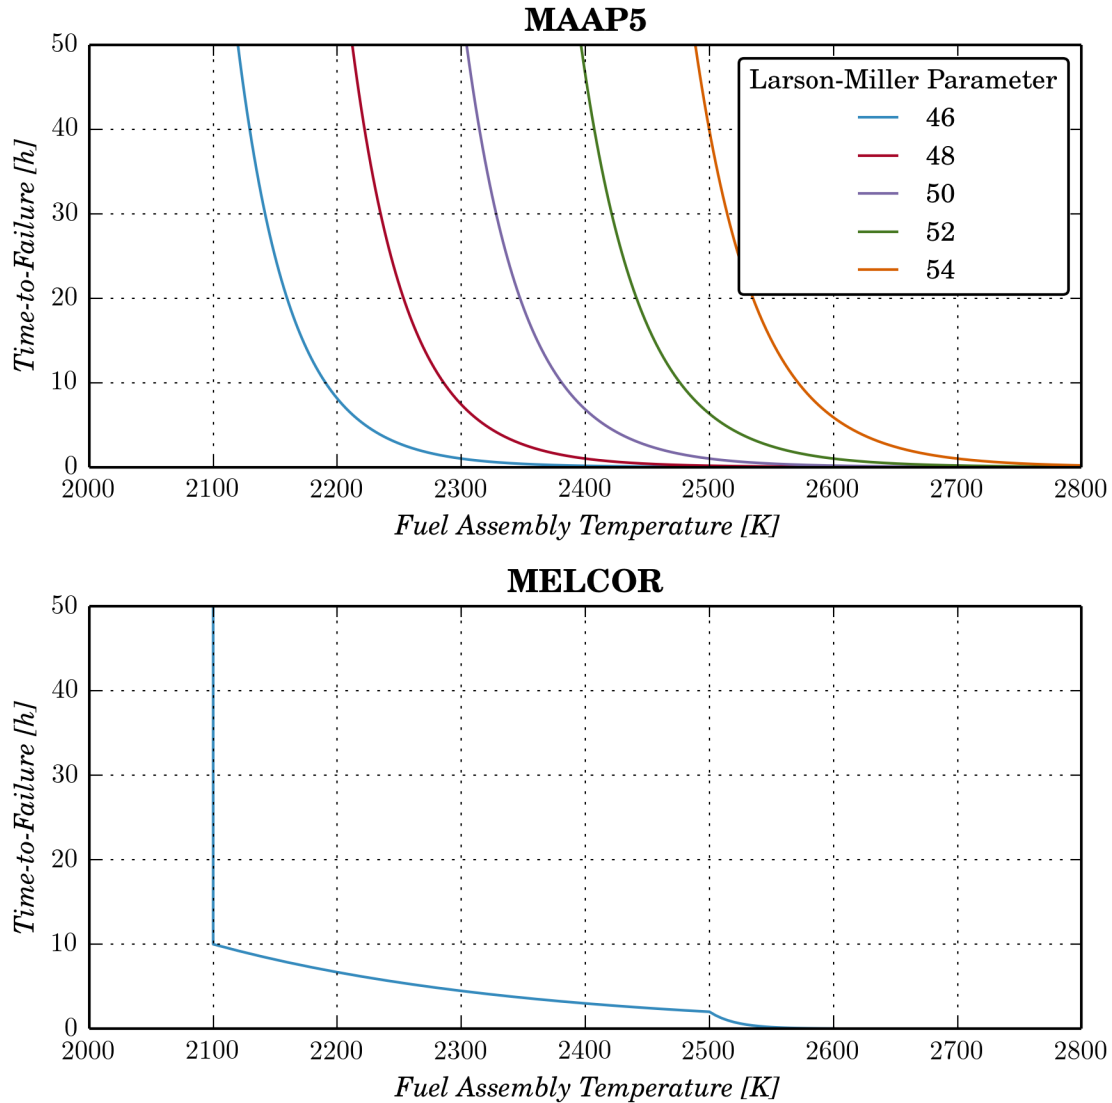 MAAP5
50
40
30
20
10
0
Time-to-Failure [h]
Larson-Miller Parameter
46
48
50
52
54
2000 2100 2200 2300 2400 2500 2600 2700 2800
Fuel Assembly Temperature [K]
MELCOR
50
40
30
20
10
0
Time-to-Failure [h]
2000 2100 2200 2300 2400 2500 2600 2700 2800
Fuel Assembly Temperature [K]